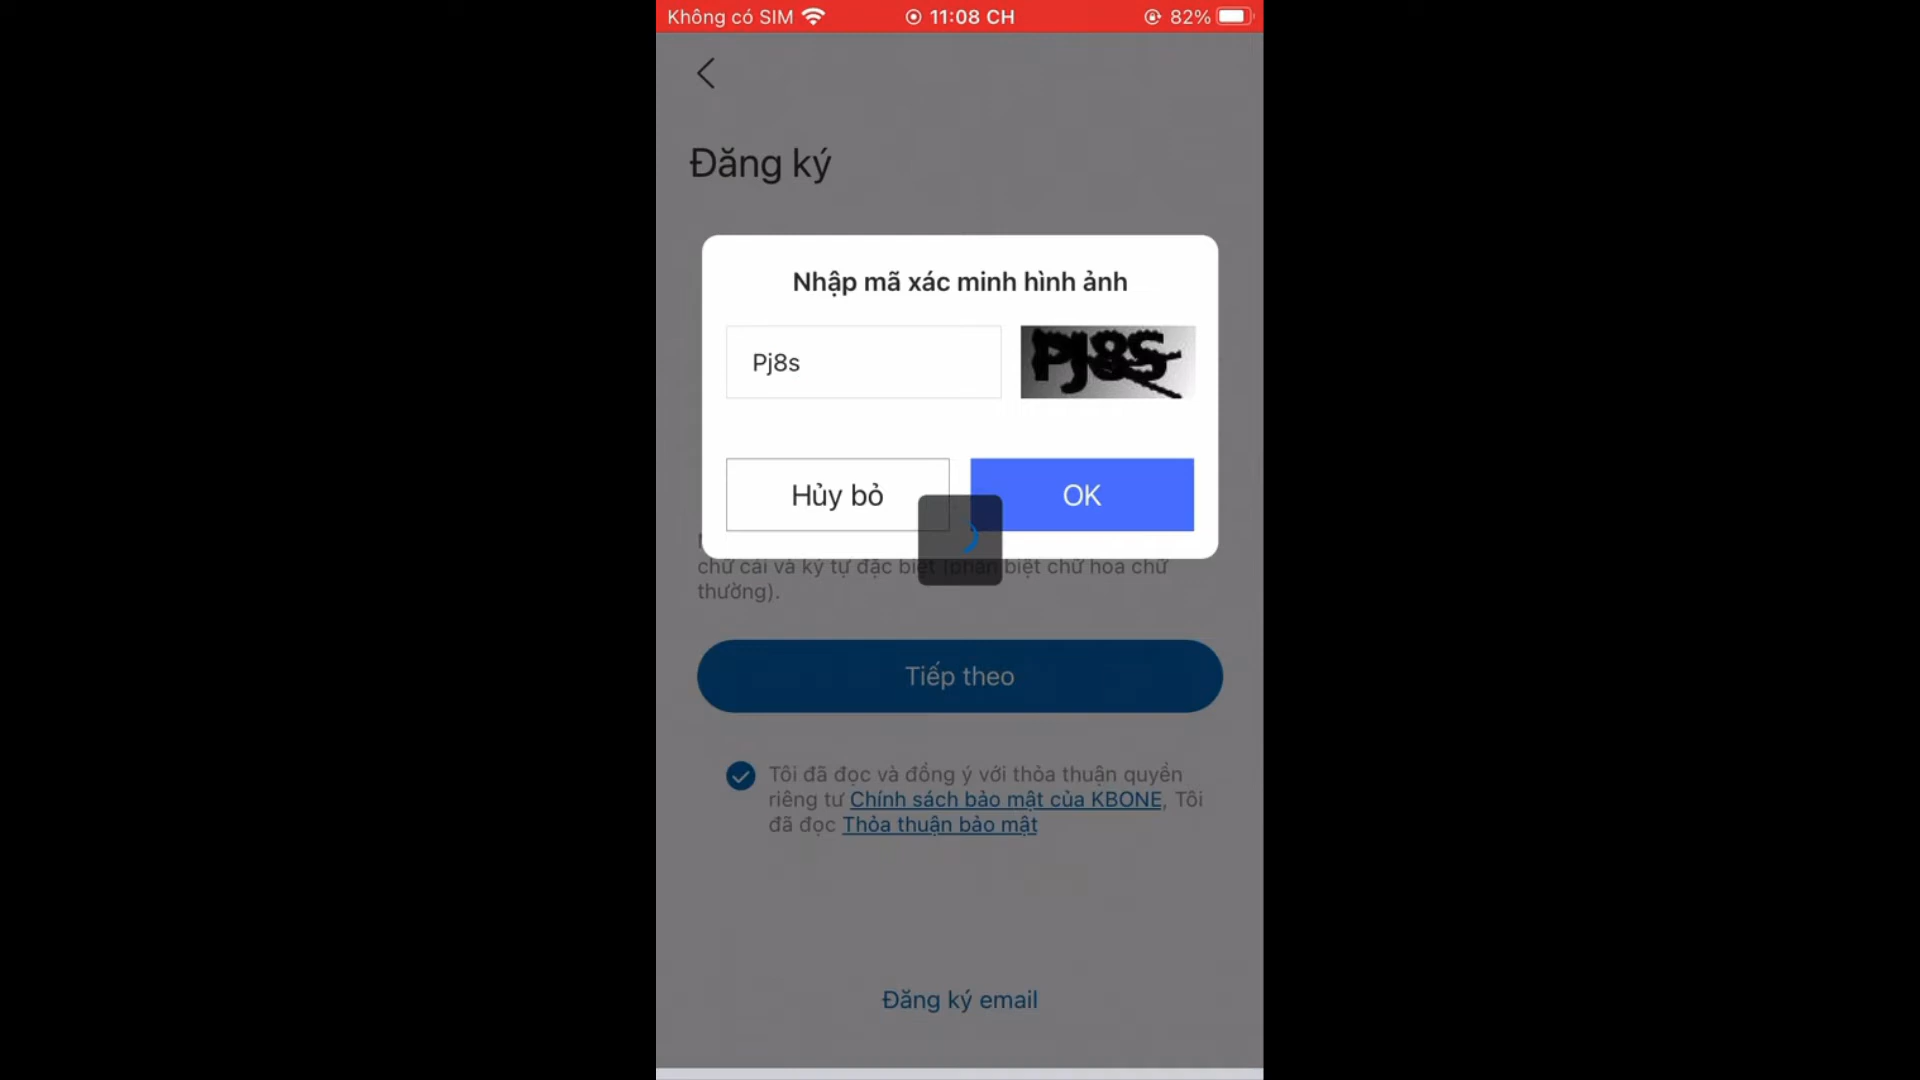 Không có SIM 11:08 CH 82%
Đăng ký
Nhập mã xác minh hình ảnh
Pj8s PJ8S
Hủy bỏ OK
chữ cái và ký tự đặc biệt (phân biệt chữ hoa chữ
thường).
Tiếp theo
Tôi đã đọc và đồng ý với thỏa thuận quyền
riêng tư Chính sách bảo mật của KBONE, Tôi
đã đọc Thỏa thuận bảo mật
Đăng ký email